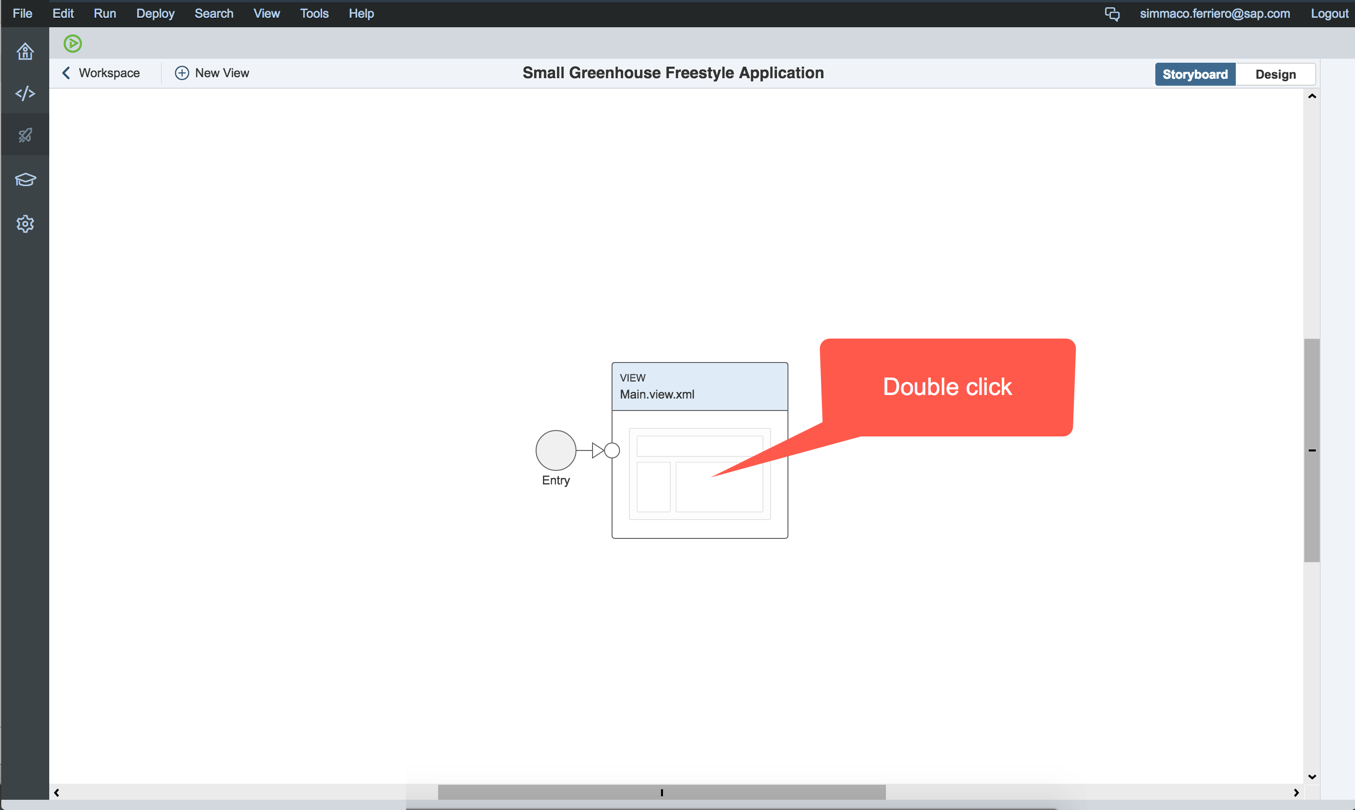 File Edit Run Deploy Search View Tools Help simmaco.ferriero@sap.com Logout
Workspace New View Small Greenhouse Freestyle Application Storyboard Design
VIEW
Main.view.xml
Double click
Entry